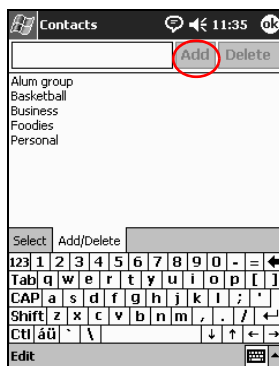 Contacts 11:35 ok
Add Delete
Alum group
Basketball
Business
Foodies
Personal
Select Add/Delete
123 1 2 3 4 5 6 7 8 9 0 - =
Tab q w e r t y u i o p [ ]
CAP a s d f g h j k l ; '
Shift z x c v b n m , . /
Ctl áü ` \
Edit